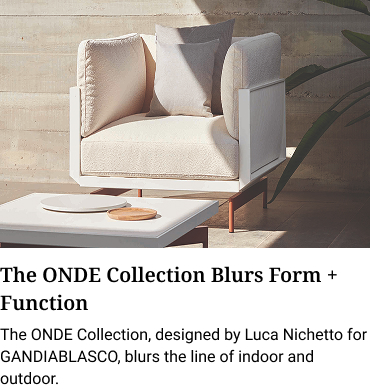 The ONDE Collection Blurs Form +
Function
The ONDE Collection, designed by Luca Nichetto for
GANDIABLASCO, blurs the line of indoor and
outdoor.